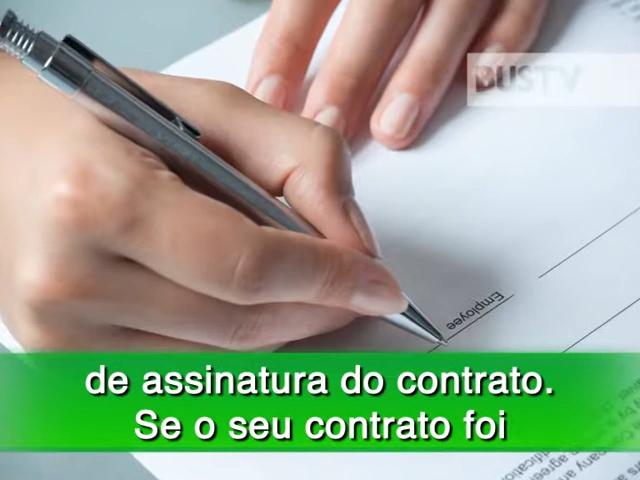 BUSTV
Employee
de assinatura do contrato.
Se o seu contrato foi